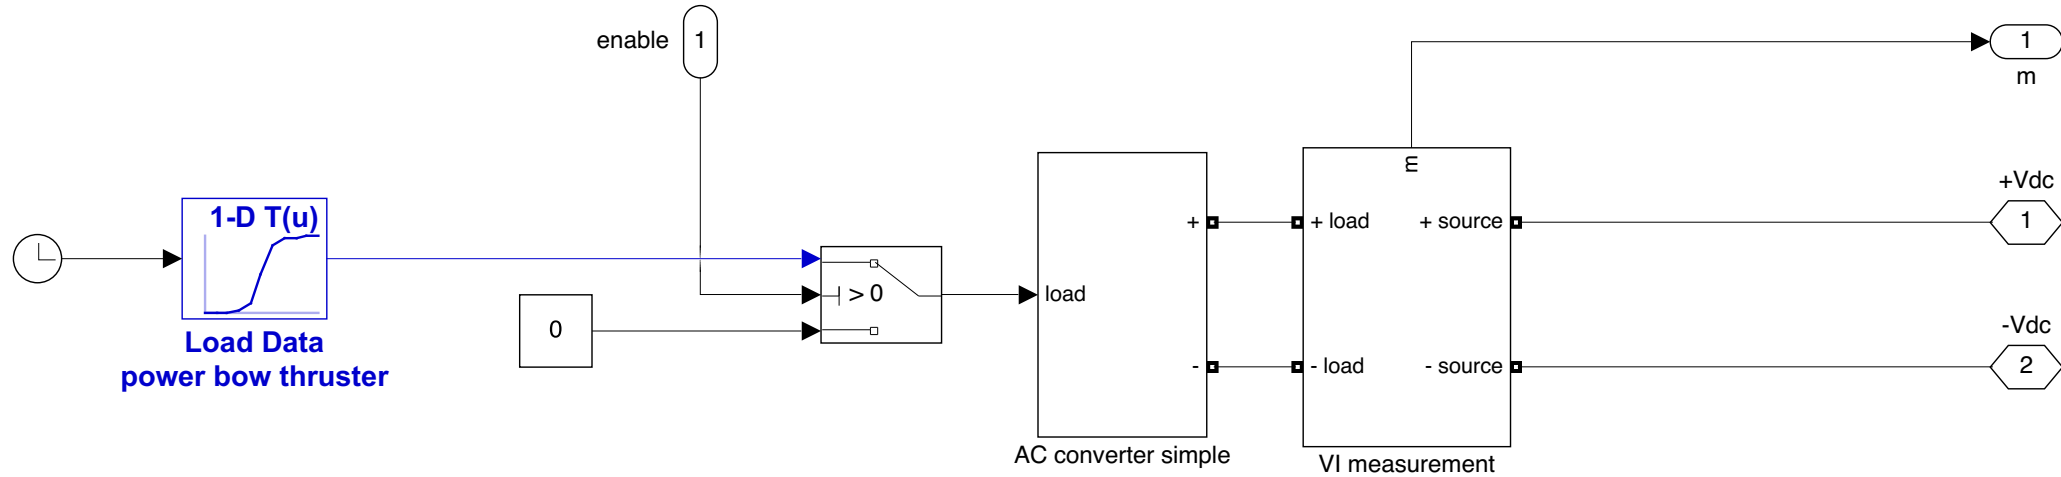 enable
1
1
m
m
+Vdc
1
1-D T(u)
+
+ load
+ source
> 0
load
0
-Vdc
2
Load Data
power bow thruster
-
- load
- source
AC converter simple
VI measurement